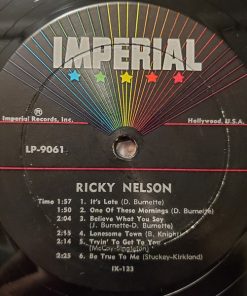 IMPERIAL
®
Imperial Records, Inc.
Hollywood, U.S.A.
LP-9061
RICKY NELSON
Time 1:57 1. It's Late (D. Burnette)
1:50 2. One Of These Mornings (D. Burnette)
2:04 3. Believe What You Say
(J. Burnette-D. Burnette)
2:15 4. Lonesome Town (B. Knight)
2:14 5. Tryin' To Get To You
(McCoy-Singleton)
2:25 6. Be True To Me (Stuckey-Kirkland)
IX-133